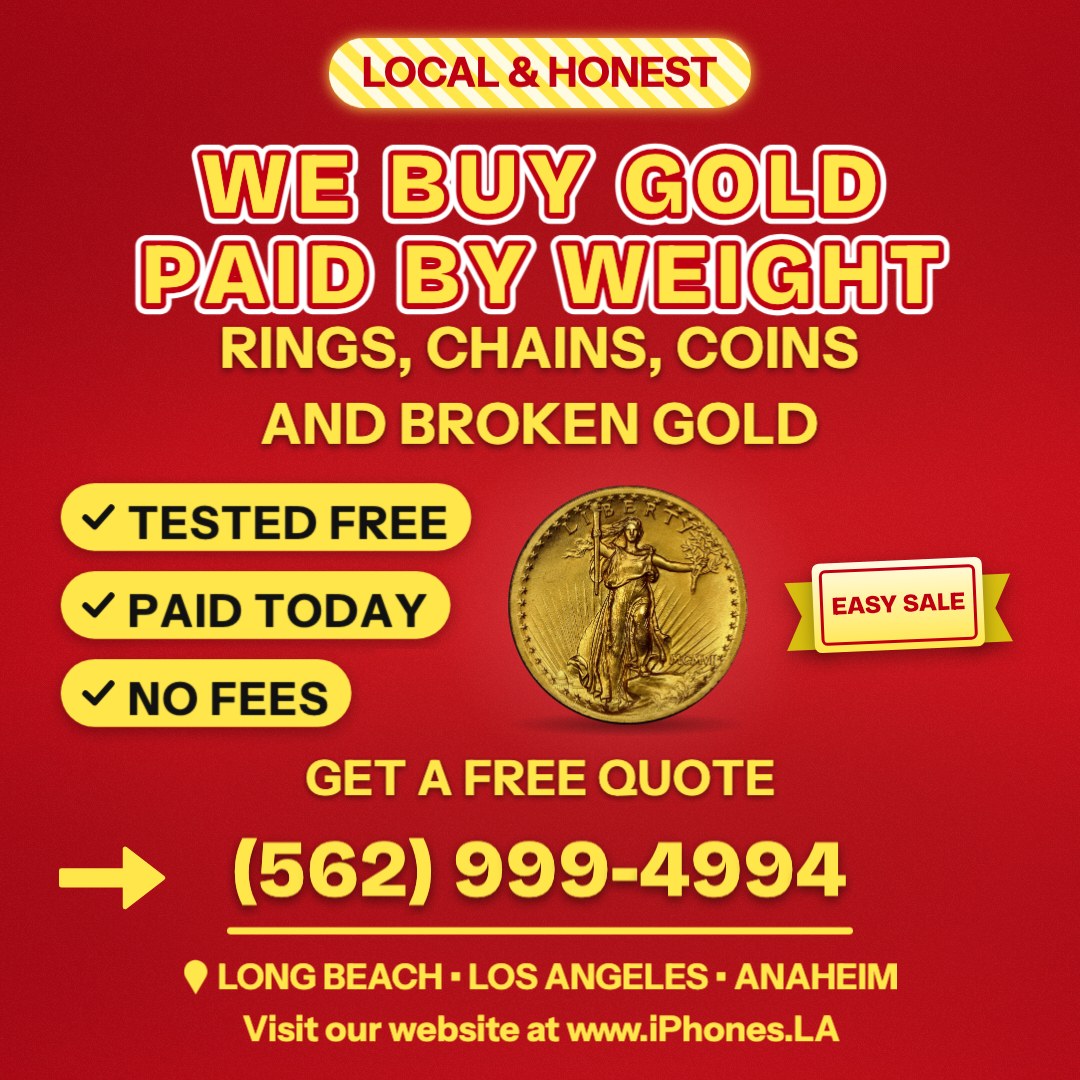 LOCAL & HONEST
WE BUY GOLD
PAID BY WEIGHT
RINGS, CHAINS, COINS
AND BROKEN GOLD
✓ TESTED FREE
✓ PAID TODAY
✓ NO FEES
LIBERTY
EASY SALE
GET A FREE QUOTE
(562) 999-4994
LONG BEACH ▪ LOS ANGELES ▪ ANAHEIM
Visit our website at www.iPhones.LA